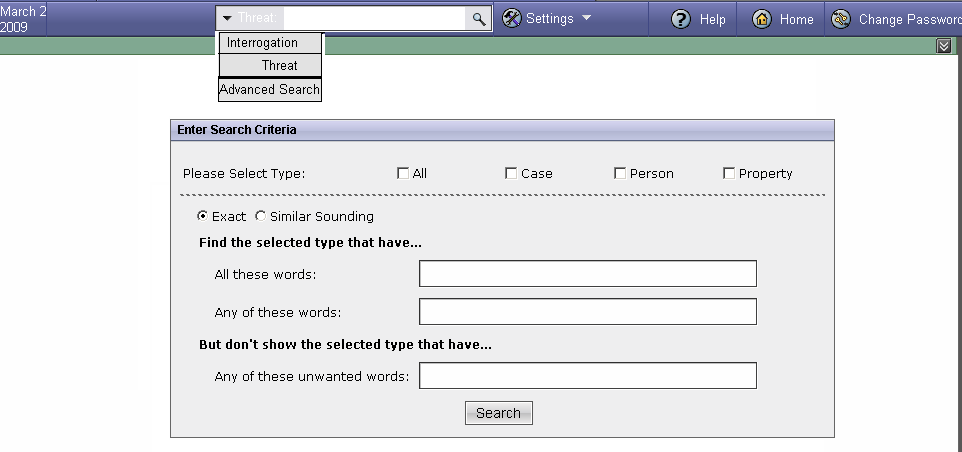 March 2
2009
Threat:
Settings
Help
Home
Change Password
Interrogation
Threat
Advanced Search
Enter Search Criteria
Please Select Type: All Case Person Property
Exact Similar Sounding
Find the selected type that have...
All these words:
Any of these words:
But don't show the selected type that have...
Any of these unwanted words:
Search